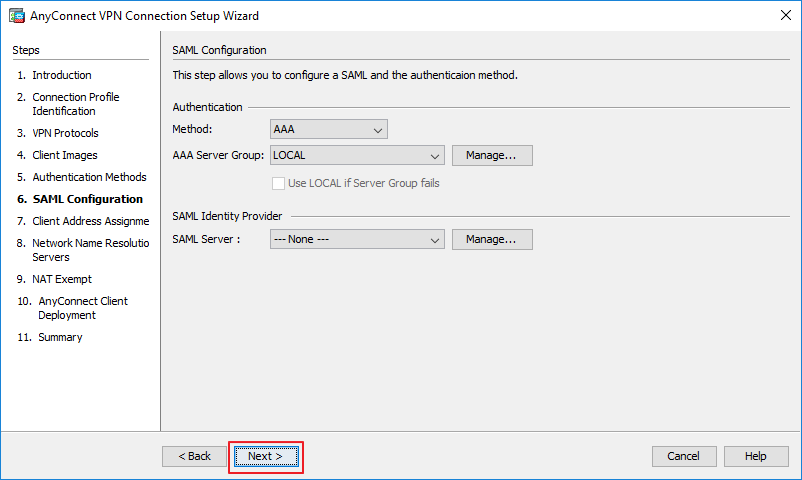 AnyConnect VPN Connection Setup Wizard
Steps
1. Introduction
2. Connection Profile
Identification
3. VPN Protocols
4. Client Images
5. Authentication Methods
6. SAML Configuration
7. Client Address Assignme
8. Network Name Resolutio
Servers
9. NAT Exempt
10. AnyConnect Client
Deployment
11. Summary
SAML Configuration
This step allows you to configure a SAML and the authenticaion method.
Authentication
Method: AAA
AAA Server Group: LOCAL Manage...
Use LOCAL if Server Group fails
SAML Identity Provider
SAML Server : --- None --- Manage...
< Back Next > Cancel Help